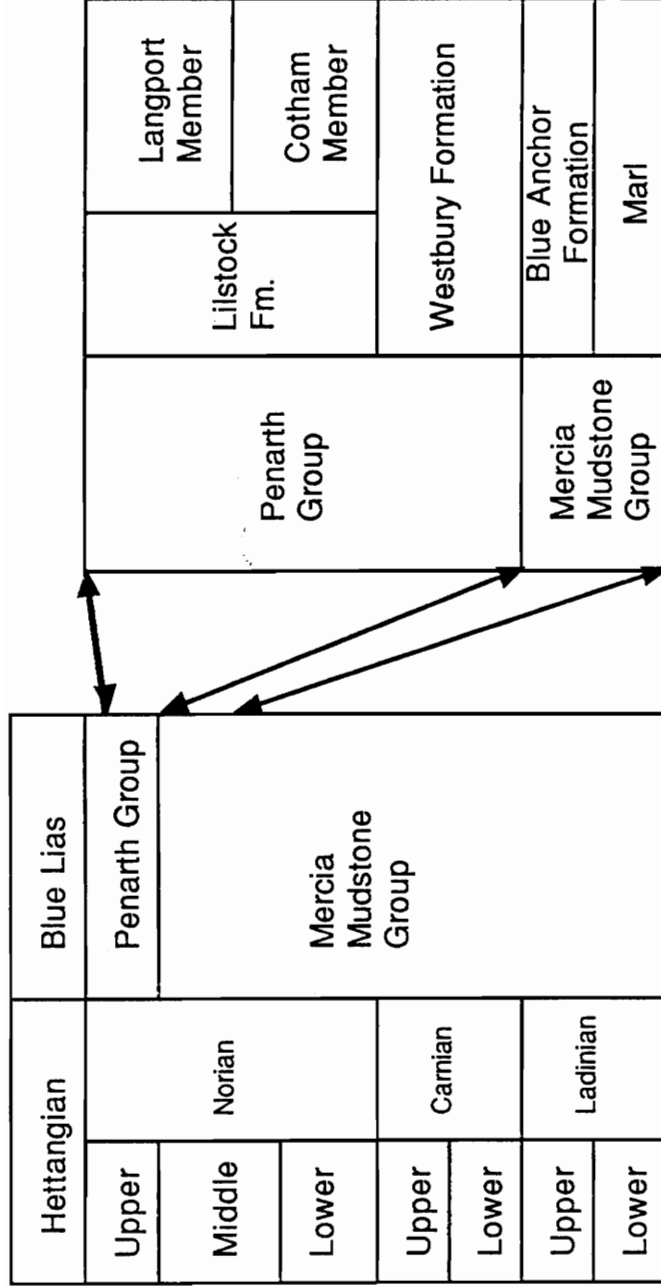 Hettangian
Blue Lias
Upper
Middle
Lower
Norian
Penarth Group
Mercia
Mudstone
Group
Upper
Lower
Carnian
Upper
Lower
Ladinian
Penarth
Group
Lilstock
Fm.
Langport
Member
Cotham
Member
Westbury Formation
Mercia
Mudstone
Group
Blue Anchor
Formation
Marl